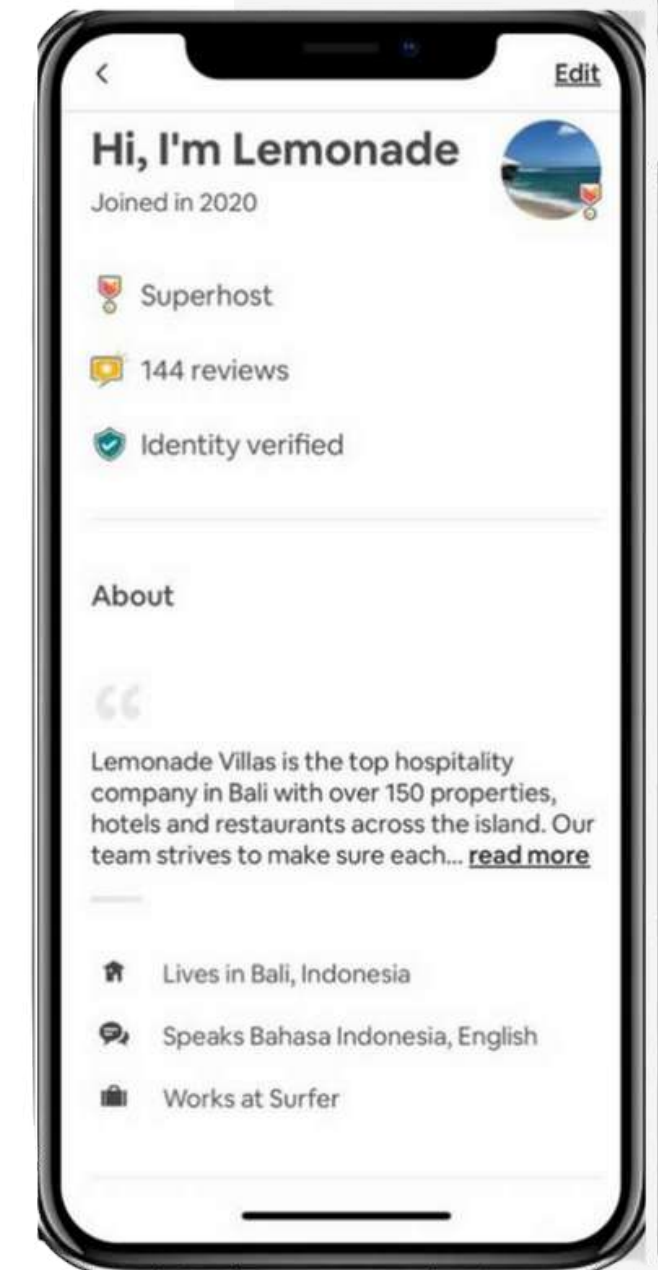 Edit
Hi, I'm Lemonade
Joined in 2020
Superhost
144 reviews
Identity verified
About
“
Lemonade Villas is the top hospitality
company in Bali with over 150 properties,
hotels and restaurants across the island. Our
team strives to make sure each... read more
Lives in Bali, Indonesia
Speaks Bahasa Indonesia, English
Works at Surfer